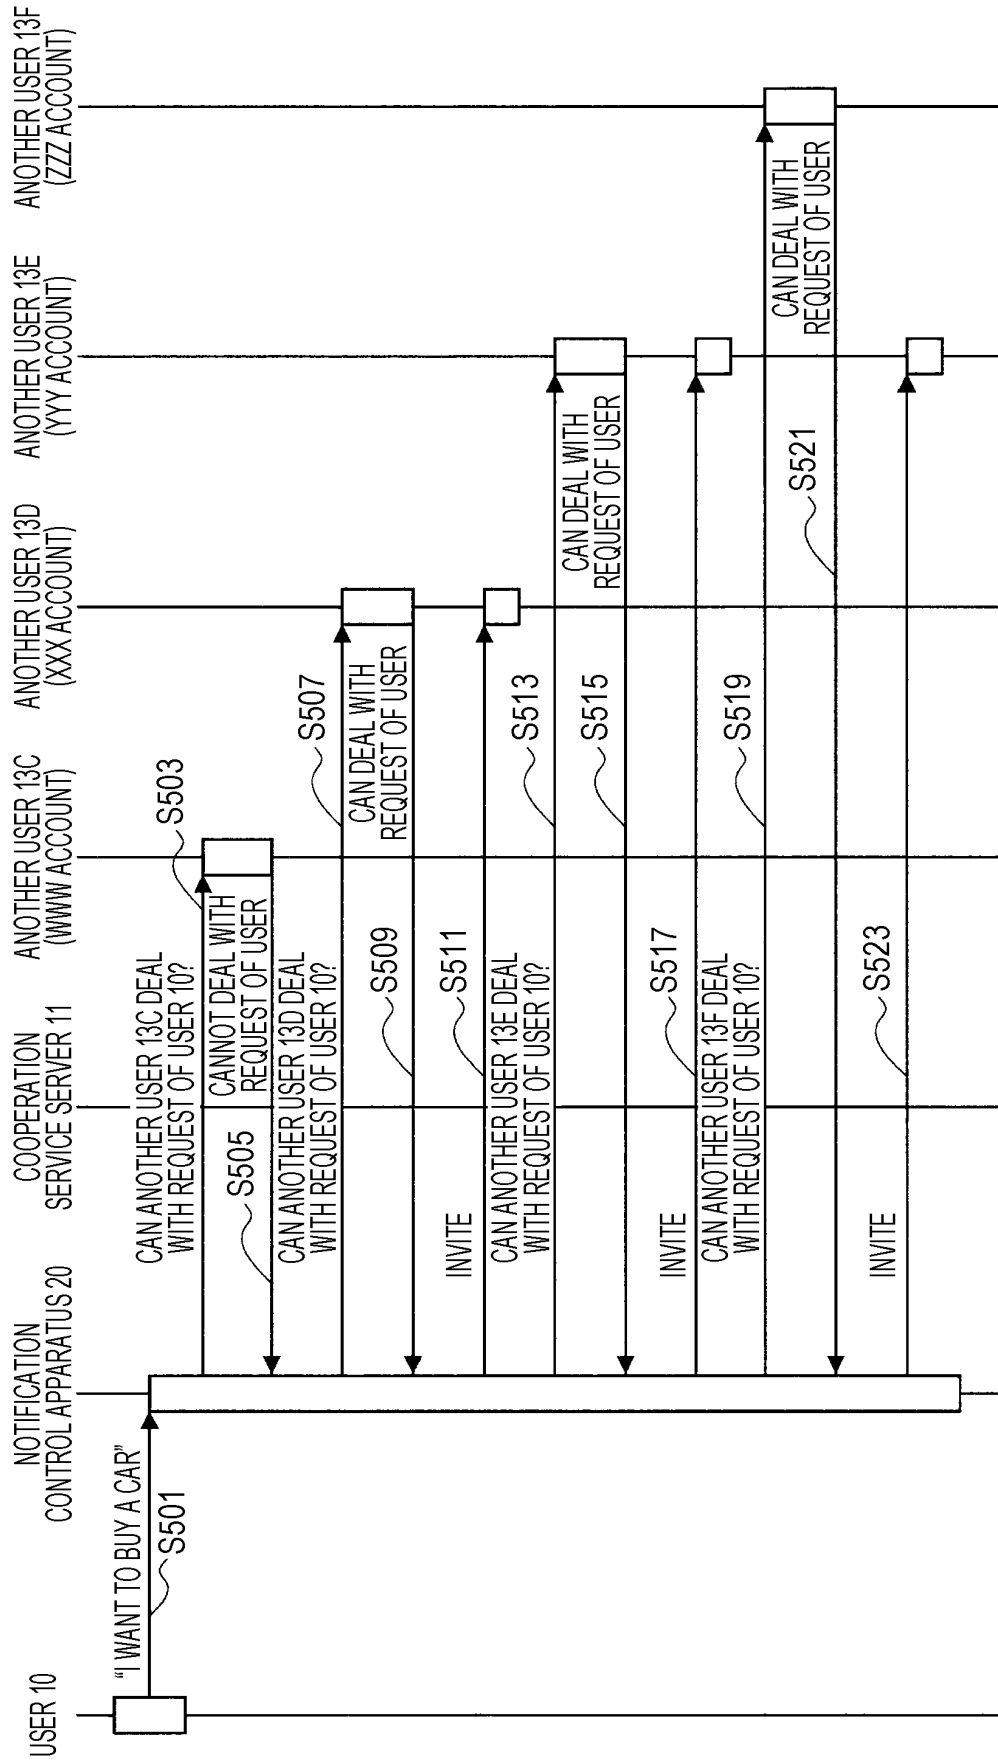 USER 10
NOTIFICATION
CONTROL APPARATUS 20
COOPERATION
SERVICE SERVER 11
ANOTHER USER 13C
(WWW ACCOUNT)
ANOTHER USER 13D
(XXX ACCOUNT)
ANOTHER USER 13E
(YYY ACCOUNT)
ANOTHER USER 13F
(ZZZ ACCOUNT)
“I WANT TO BUY A CAR”
S501
CAN ANOTHER USER 13C DEAL
WITH REQUEST OF USER 10?
S503
CANNOT DEAL WITH
REQUEST OF USER
S505
CAN ANOTHER USER 13D DEAL
WITH REQUEST OF USER 10?
S507
CAN DEAL WITH
REQUEST OF USER
S509
INVITE
S511
CAN ANOTHER USER 13E DEAL
WITH REQUEST OF USER 10?
S513
CAN DEAL WITH
REQUEST OF USER
S515
INVITE
S517
CAN ANOTHER USER 13F DEAL
WITH REQUEST OF USER 10?
S519
CAN DEAL WITH
REQUEST OF USER
S521
INVITE
S523